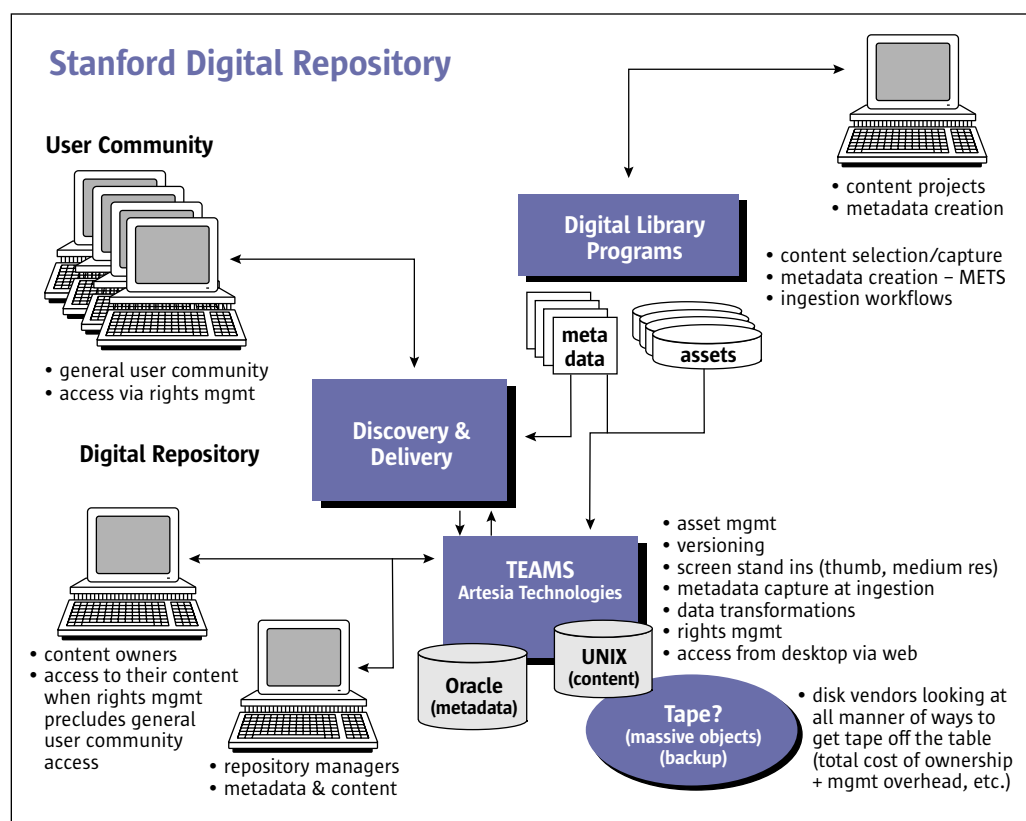 Stanford Digital Repository
User Community
• general user community
• access via rights mgmt
• content projects
• metadata creation
Digital Library
Programs
• content selection/capture
• metadata creation – METS
• ingestion workflows
meta
data
assets
Discovery &
Delivery
Digital Repository
TEAMS
Artesia Technologies
• asset mgmt
• versioning
• screen stand ins (thumb, medium res)
• metadata capture at ingestion
• data transformations
• rights mgmt
• access from desktop via web
Oracle
(metadata)
UNIX
(content)
Tape?
(massive objects)
(backup)
• disk vendors looking at
all manner of ways to
get tape off the table
(total cost of ownership
+ mgmt overhead, etc.)
• content owners
• access to their content
when rights mgmt
precludes general
user community
access
• repository managers
• metadata & content